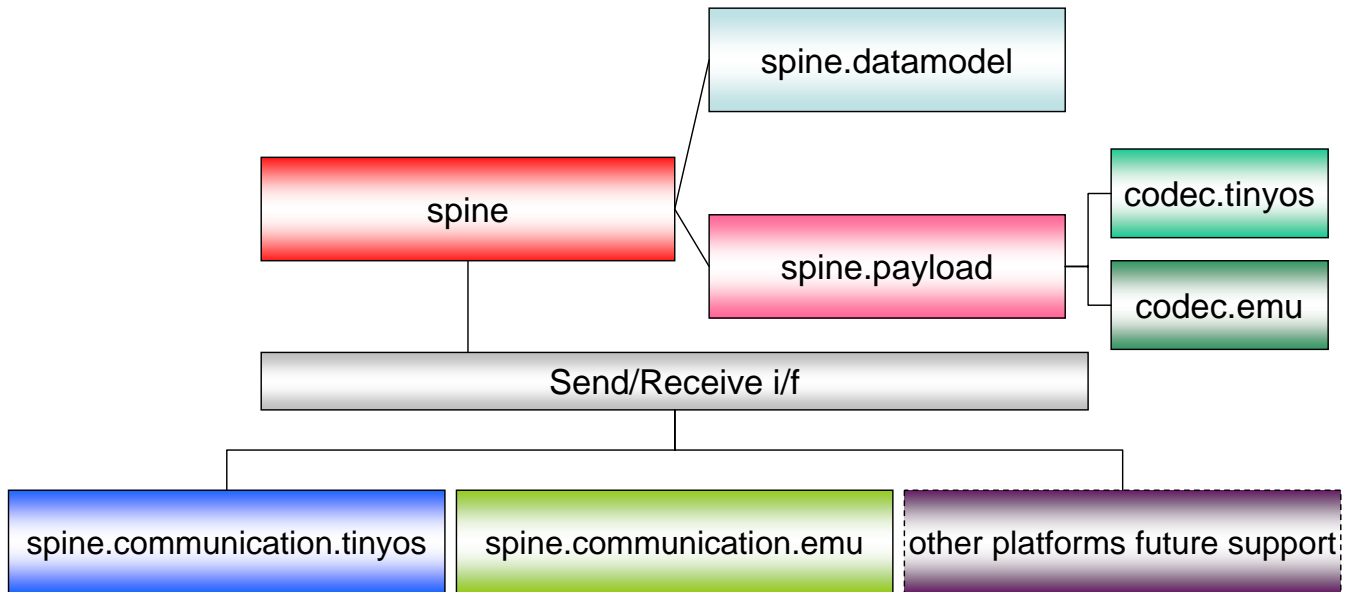 spine.datamodel
spine
spine.payload
codec.tinyos
codec.emu
Send/Receive i/f
spine.communication.tinyos
spine.communication.emu
other platforms future support